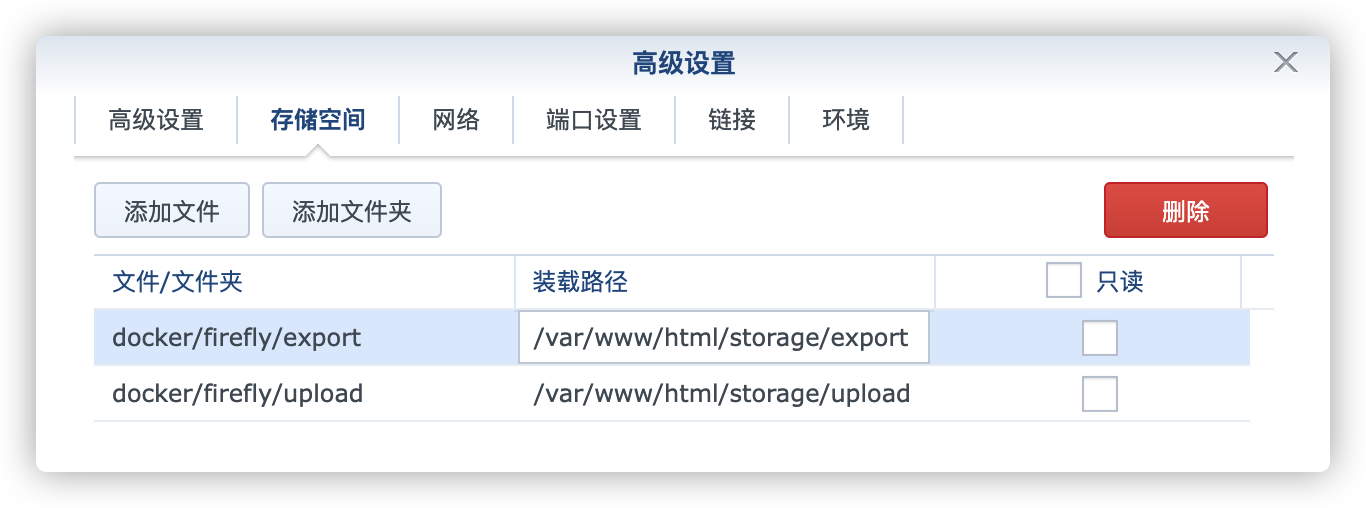 高级设置
高级设置 存储空间 网络 端口设置 链接 环境
添加文件 添加文件夹 删除
文件/文件夹 装载路径 只读
docker/firefly/export /var/www/html/storage/export
docker/firefly/upload /var/www/html/storage/upload